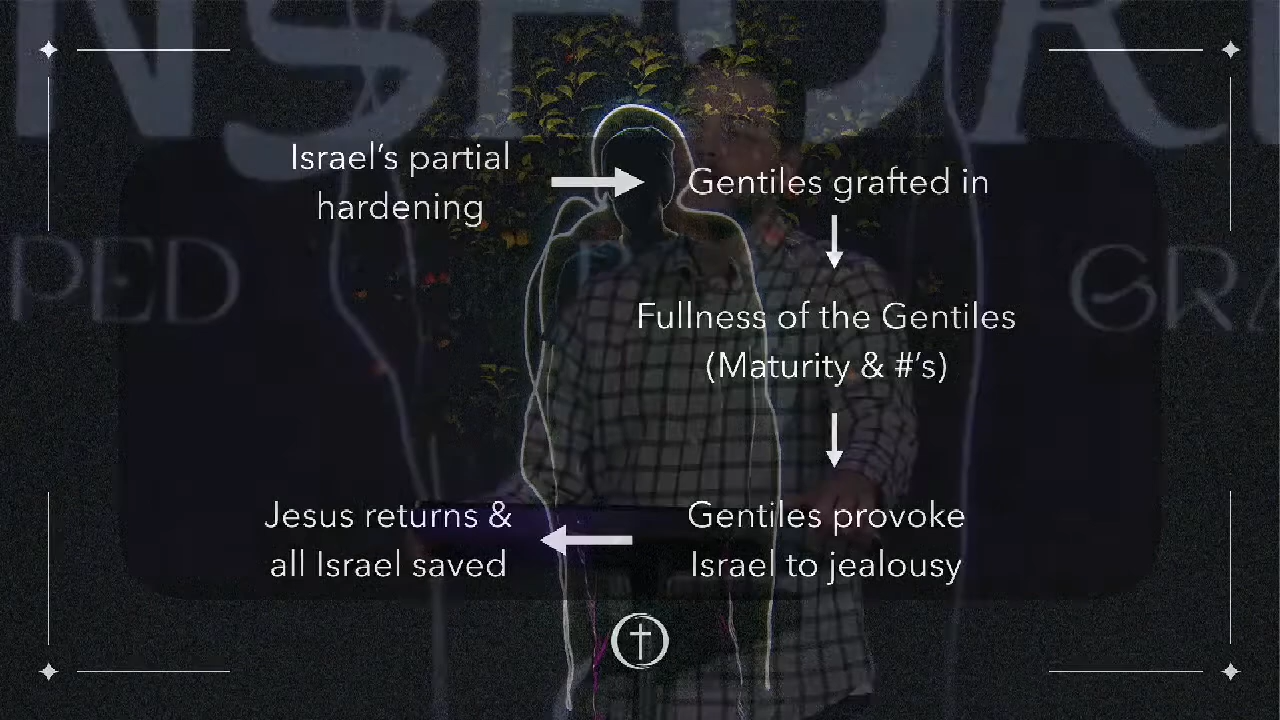 Israel’s partial
hardening
Gentiles grafted in
Fullness of the Gentiles
(Maturity & #’s)
Gentiles provoke
Israel to jealousy
Jesus returns &
all Israel saved